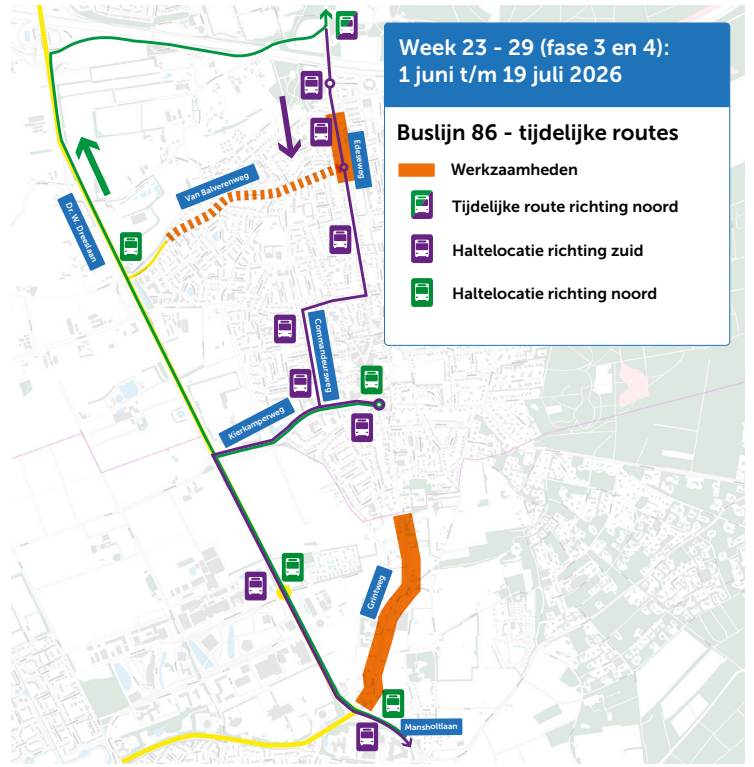 Week 23 - 29 (fase 3 en 4):
1 juni t/m 19 juli 2026
Buslijn 86 - tijdelijke routes
Werkzaamheden
Tijdelijke route richting noord
Haltelocatie richting zuid
Haltelocatie richting noord
Edeseweg
Van Balverenweg
Dr. W. Dreeslaan
Commandeursweg
Kierkamperweg
Grintweg
Mansholtlaan